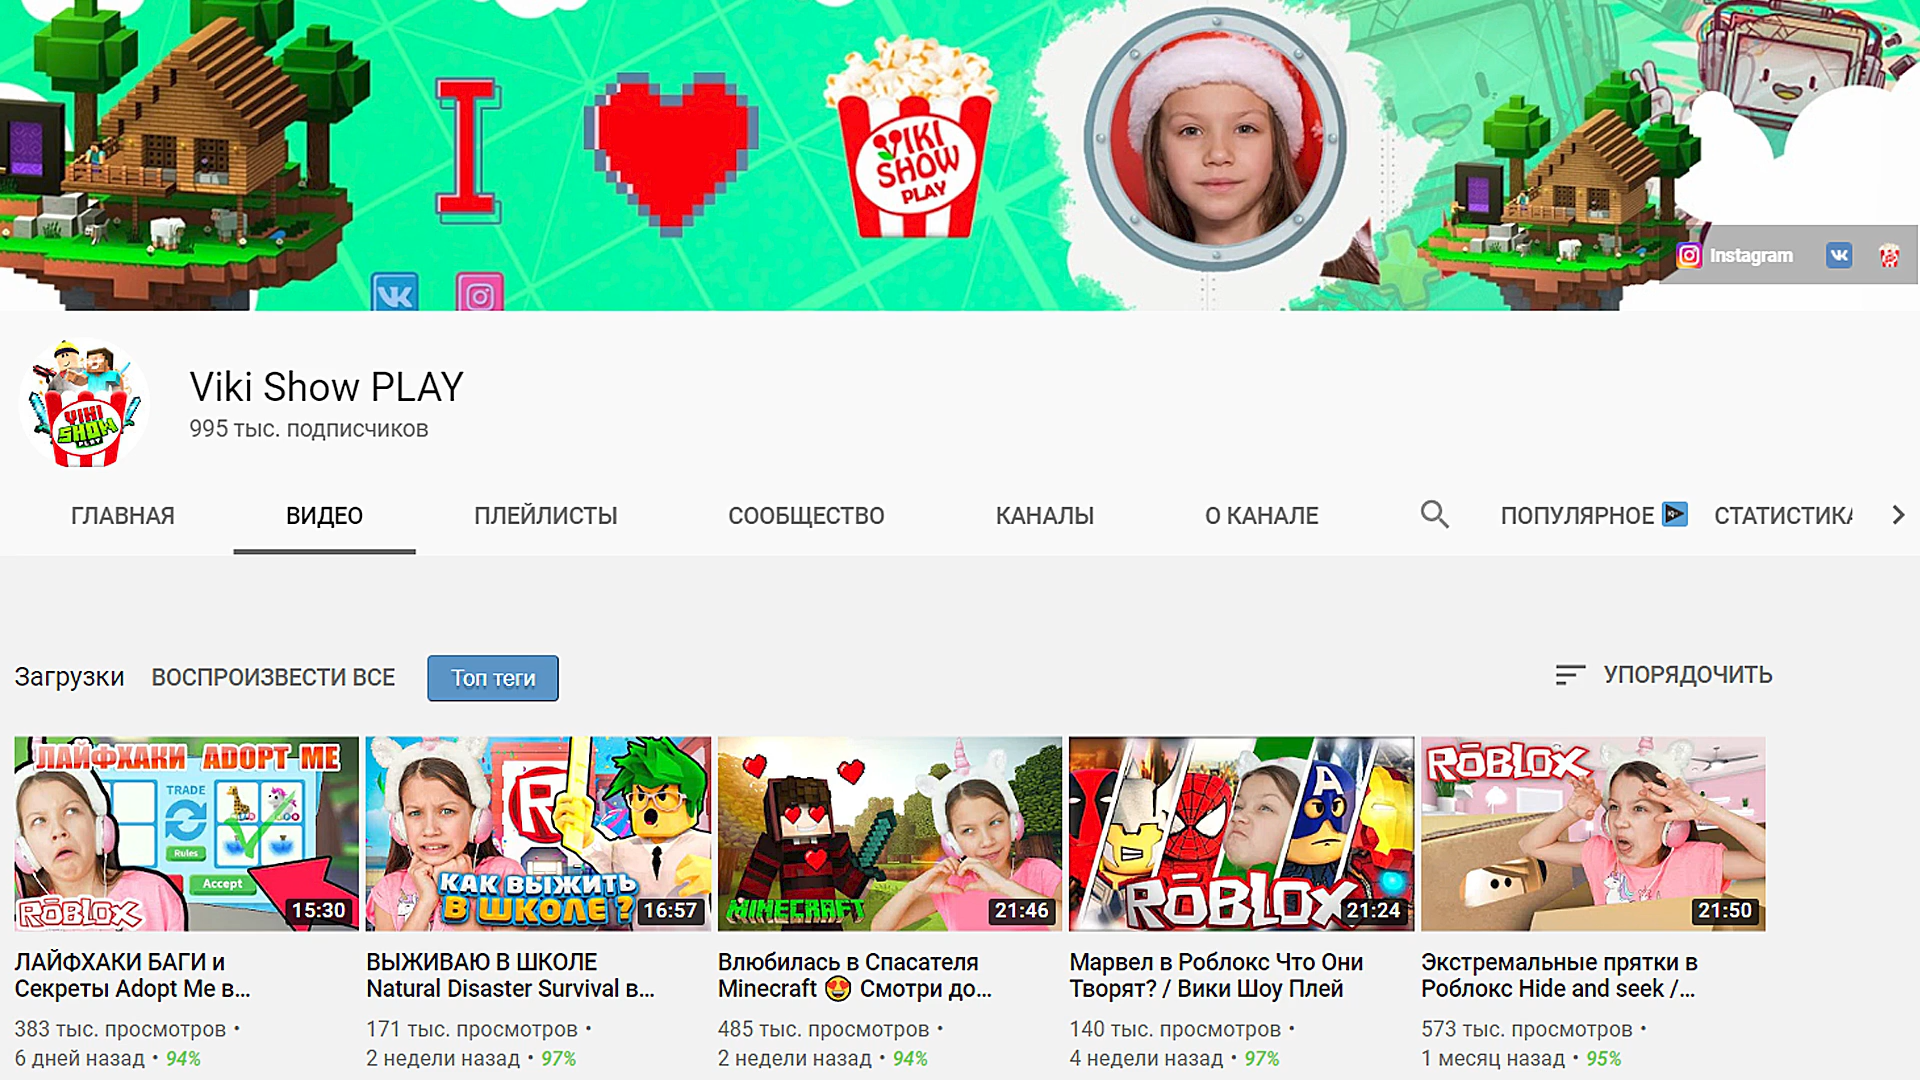 I
VIKI
SHOW
PLAY
Instagram
VIKI
SHOW
PLAY
Viki Show PLAY
995 тыс. подписчиков
ГЛАВНАЯ
ВИДЕО
ПЛЕЙЛИСТЫ
СООБЩЕСТВО
КАНАЛЫ
О КАНАЛЕ
ПОПУЛЯРНОЕ
СТАТИСТИКА
Загрузки
ВОСПРОИЗВЕСТИ ВСЕ
Топ теги
УПОРЯДОЧИТЬ
ЛАЙФХАКИ ADOPT ME
TRADE
Rules
Accept
ROBLOX
15:30
R
КАК ВЫЖИТЬ
В ШКОЛЕ ?
16:57
MINECRAFT
21:46
A
ROBLOX
21:24
ROBLOX
21:50
ЛАЙФХАКИ БАГИ и
Секреты Adopt Me в...
383 тыс. просмотров •
6 дней назад • 94%
ВЫЖИВАЮ В ШКОЛЕ
Natural Disaster Survival в...
171 тыс. просмотров •
2 недели назад • 97%
Влюбилась в Спасателя
Minecraft 😍 Смотри до...
485 тыс. просмотров •
2 недели назад • 94%
Марвел в Роблокс Что Они
Творят? / Вики Шоу Плей
140 тыс. просмотров •
4 недели назад • 97%
Экстремальные прятки в
Роблокс Hide and seek /...
573 тыс. просмотров •
1 месяц назад • 95%